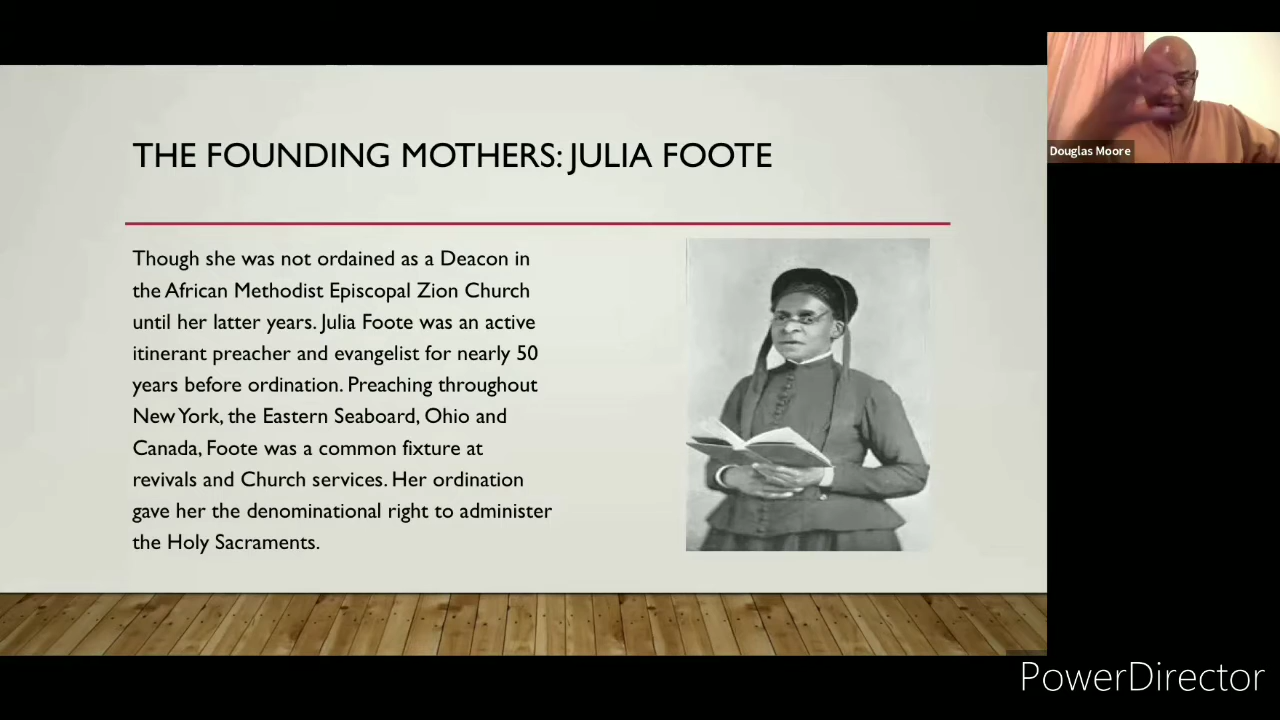 THE FOUNDING MOTHERS: JULIA FOOTE
Though she was not ordained as a Deacon in
the African Methodist Episcopal Zion Church
until her latter years. Julia Foote was an active
itinerant preacher and evangelist for nearly 50
years before ordination. Preaching throughout
New York, the Eastern Seaboard, Ohio and
Canada, Foote was a common fixture at
revivals and Church services. Her ordination
gave her the denominational right to administer
the Holy Sacraments.
Douglas Moore
PowerDirector